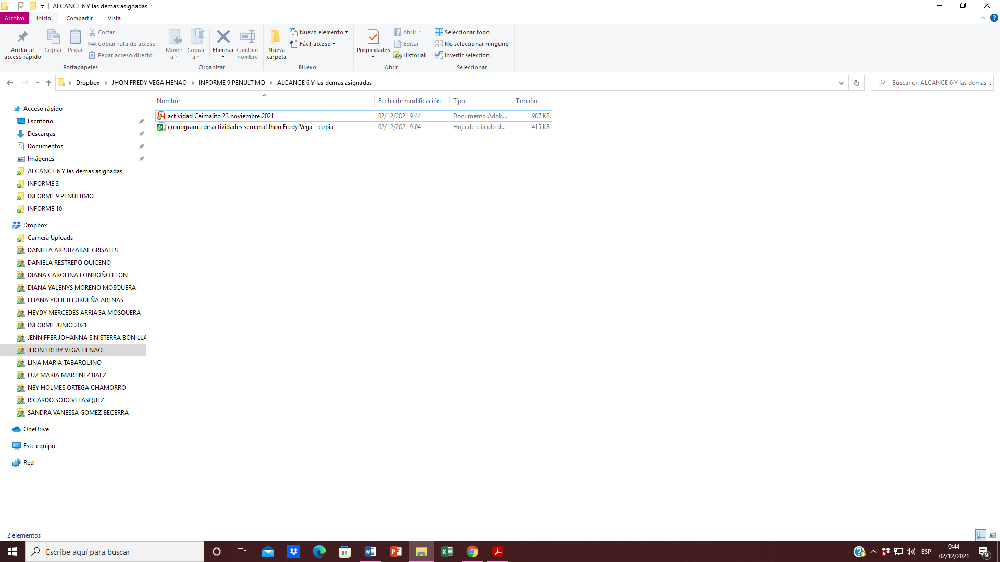 ALCANCE 6 Y las demas asignadas
Archivo Inicio Compartir Vista
Anclar al acceso rápido
Copiar
Pegar
Cortar
Copiar ruta de acceso
Pegar acceso directo
Portapapeles
Mover a
Copiar a
Eliminar
Cambiar nombre
Organizar
Nueva carpeta
Nuevo elemento
Fácil acceso
Nuevo
Propiedades
Abrir
Editar
Historial
Abrir
Seleccionar todo
No seleccionar ninguno
Invertir selección
Seleccionar
Dropbox › JHON FREDY VEGA HENAO › INFORME 9 PENULTIMO › ALCANCE 6 Y las demas asignadas
Buscar en ALCANCE 6 Y las demas ...
Acceso rápido
Escritorio
Descargas
Documentos
Imágenes
ALCANCE 6 Y las demas asignadas
INFORME 3
INFORME 9 PENULTIMO
INFORME 10
Dropbox
Camera Uploads
DANIELA ARISTIZABAL GRISALES
DANIELA RESTREPO QUICENO
DIANA CAROLINA LONDOÑO LEON
DIANA YALENYS MORENO MOSQUERA
ELIANA YULIETH URUEÑA ARENAS
HEYDY MERCEDES ARRIAGA MOSQUERA
INFORME JUNIO 2021
JENNIFFER JOHANNA SINISTERRA BONILLA
JHON FREDY VEGA HENAO
LINA MARIA TABARQUINO
LUZ MARIA MARTINEZ BAEZ
NEY HOLMES ORTEGA CHAMORRO
RICARDO SOTO VELASQUEZ
SANDRA VANESSA GOMEZ BECERRA
OneDrive
Este equipo
Red
Nombre Fecha de modificación Tipo Tamaño
actividad Caimalito 23 noviembre 2021 02/12/2021 9:44 Documento Adob... 987 KB
cronograma de actividades semanal Jhon Fredy Vega - copia 02/12/2021 9:04 Hoja de cálculo d... 415 KB
2 elementos
Escribe aquí para buscar
ESP
9:44
02/12/2021
9